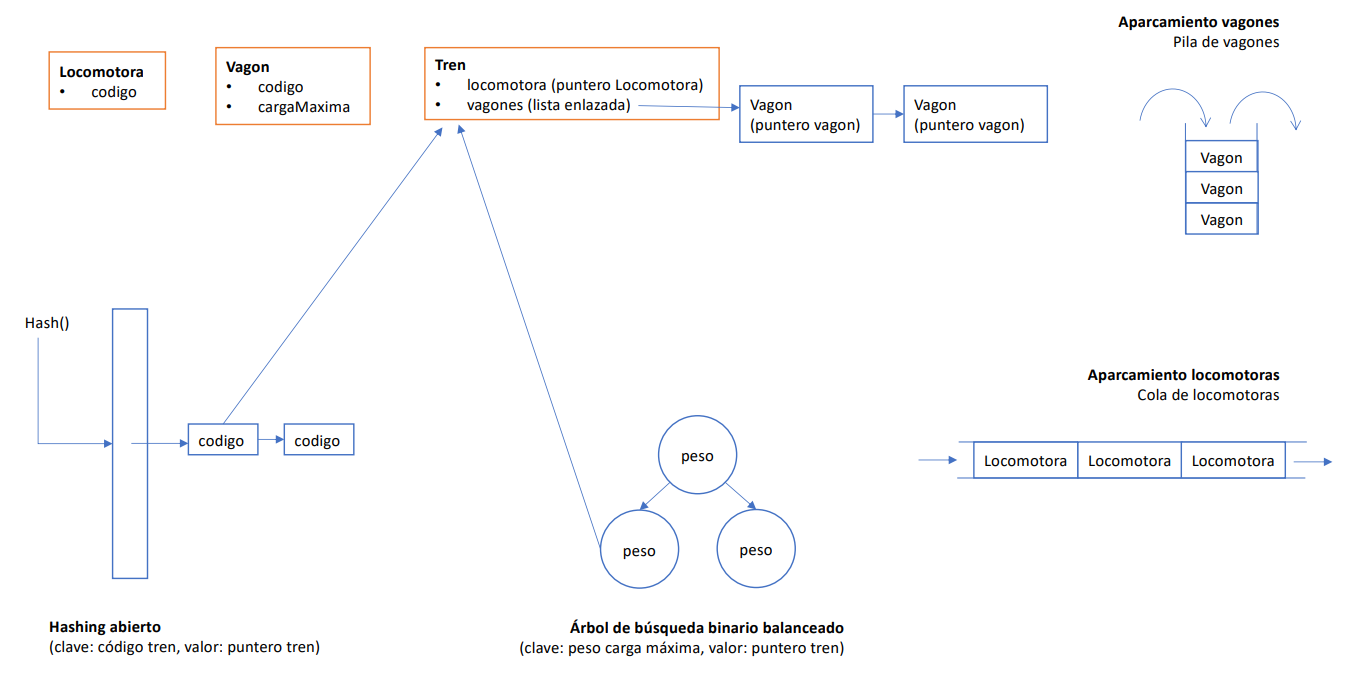 Aparcamiento vagones
Pila de vagones
Locomotora
• codigo
Vagon
• codigo
• cargaMaxima
Tren
• locomotora (puntero Locomotora)
• vagones (lista enlazada)
Vagon
(puntero vagon)
Vagon
(puntero vagon)
Vagon
Vagon
Vagon
Hash()
codigo
codigo
peso
peso
peso
Aparcamiento locomotoras
Cola de locomotoras
Locomotora
Locomotora
Locomotora
Hashing abierto
(clave: código tren, valor: puntero tren)
Árbol de búsqueda binario balanceado
(clave: peso carga máxima, valor: puntero tren)